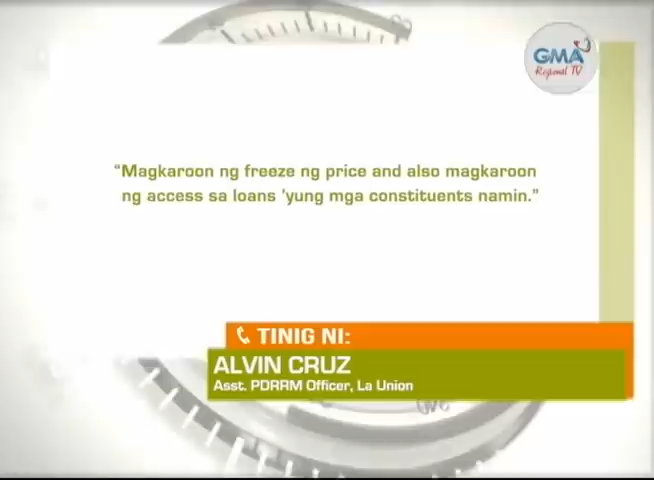 GMA
Regional TV
“Magkaroon ng freeze ng price and also magkaroon
ng access sa loans 'yung mga constituents namin.”
TINIG NI:
ALVIN CRUZ
Asst. PDRRM Officer, La Union